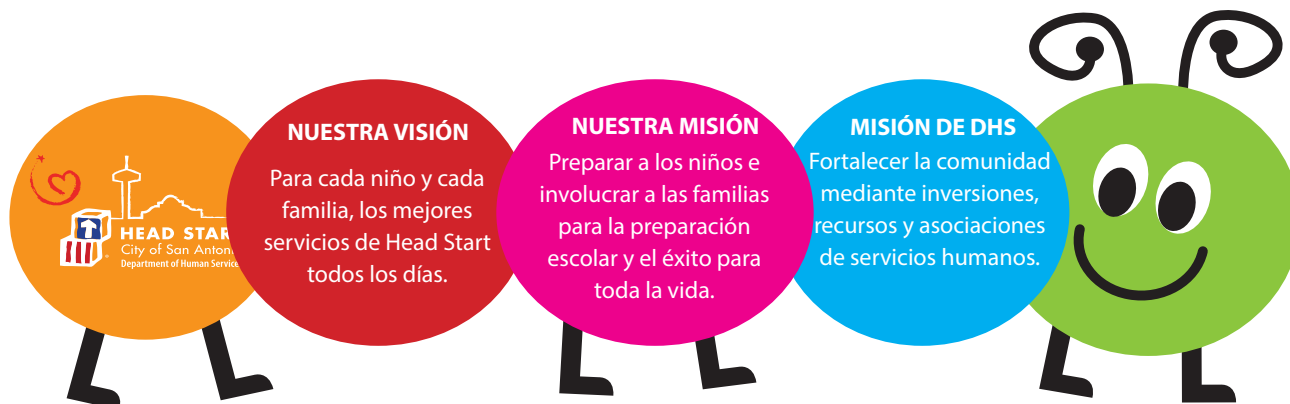 HEAD STAR
City of San Antoni
Department of Human Service
NUESTRA VISIÓN
Para cada niño y cada
familia, los mejores
servicios de Head Start
todos los días.
NUESTRA MISIÓN
Preparar a los niños e
involucrar a las familias
para la preparación
escolar y el éxito para
toda la vida.
MISIÓN DE DHS
Fortalecer la comunidad
mediante inversiones,
recursos y asociaciones
de servicios humanos.